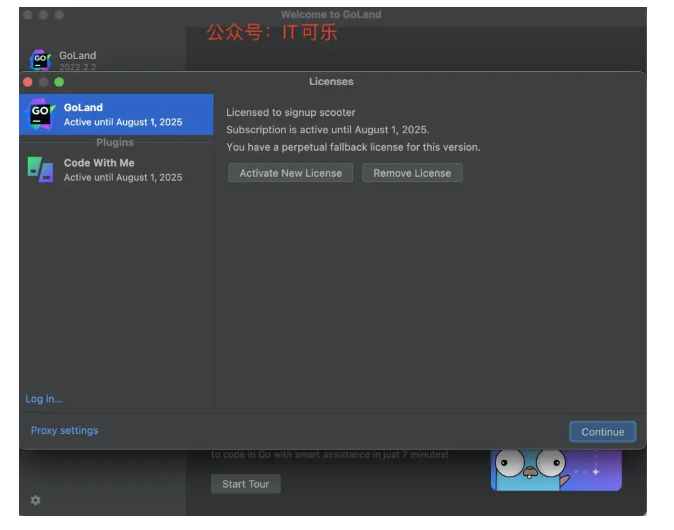 Welcome to GoLand
公众号：IT 可乐
GoLand
2022.2.2
Licenses
GoLand
Active until August 1, 2025
Plugins
Code With Me
Active until August 1, 2025
Licensed to signup scooter
Subscription is active until August 1, 2025.
You have a perpetual fallback license for this version.
Activate New License
Remove License
Log in...
Proxy settings
Continue
to code in Go with smart assistance in just 7 minutes!
Start Tour